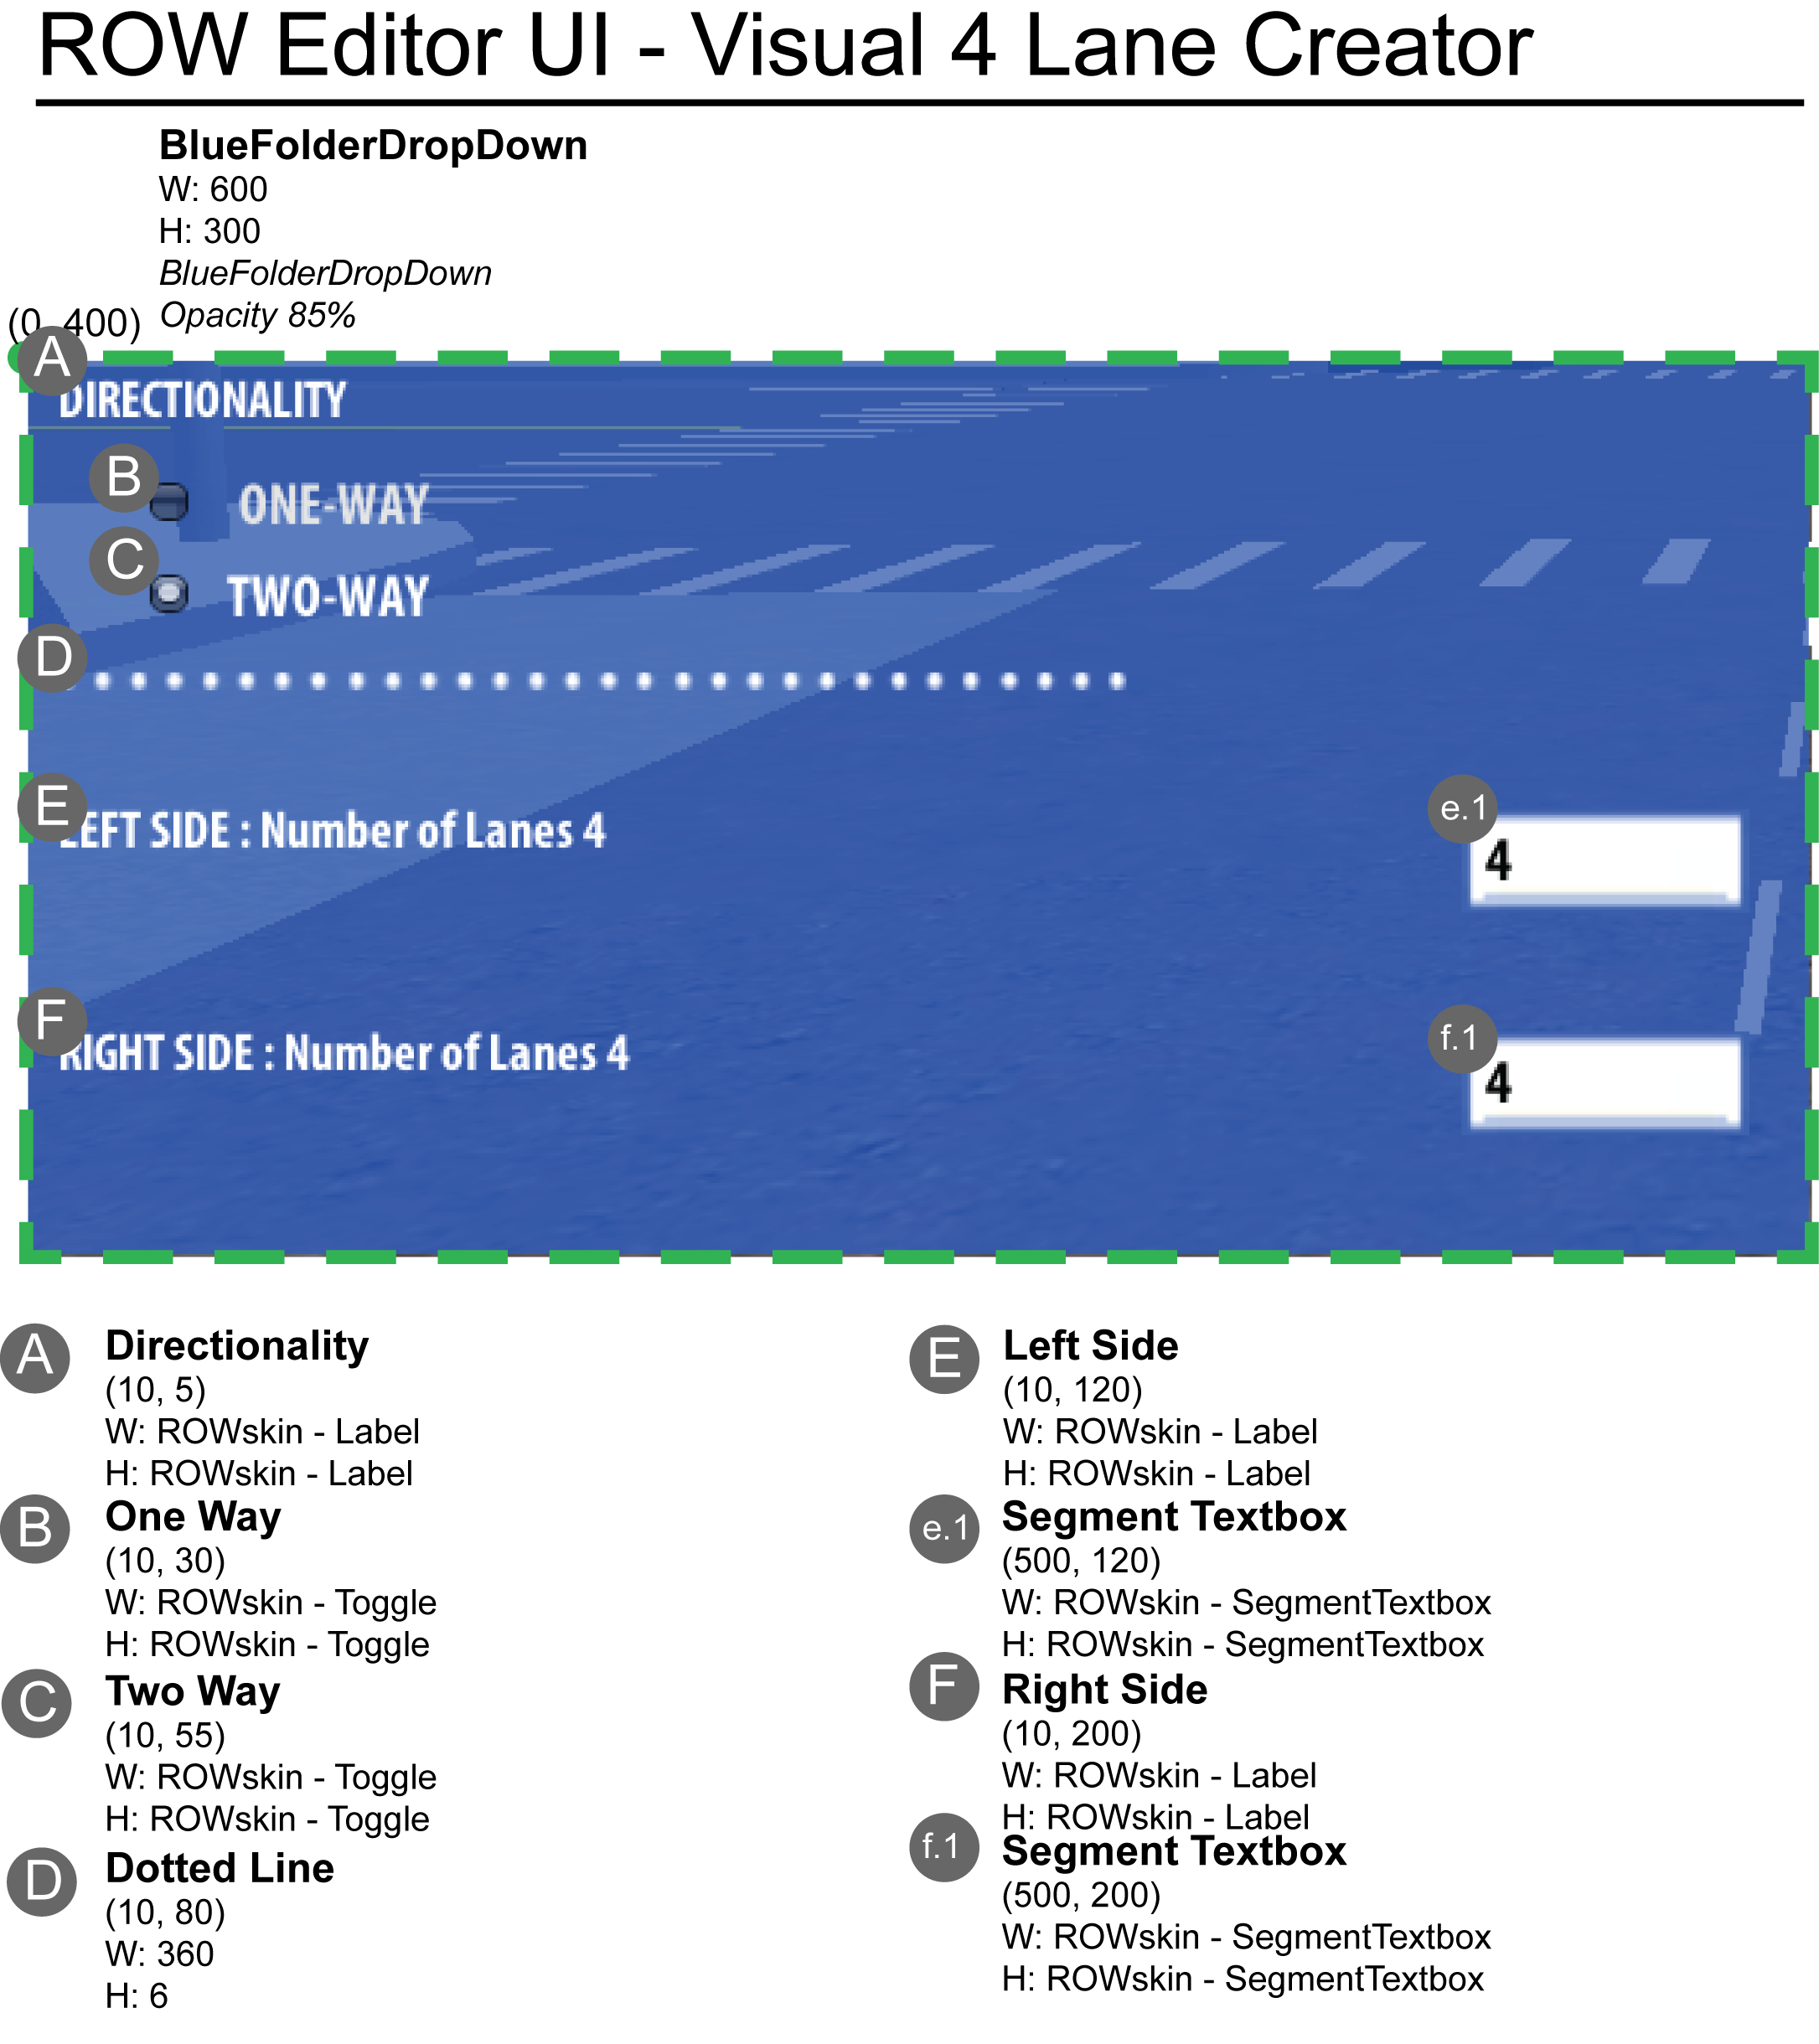 ROW Editor UI - Visual 4 Lane Creator
BlueFolderDropDown
W: 600
H: 300
BlueFolderDropDown
Opacity 85%
(0, 400)
A
DIRECTIONALITY
B
ONE-WAY
C
TWO-WAY
D
E
LEFT SIDE : Number of Lanes 4
e.1
4
F
RIGHT SIDE : Number of Lanes 4
f.1
4
A
Directionality
(10, 5)
W: ROWskin - Label
H: ROWskin - Label
B
One Way
(10, 30)
W: ROWskin - Toggle
H: ROWskin - Toggle
C
Two Way
(10, 55)
W: ROWskin - Toggle
H: ROWskin - Toggle
D
Dotted Line
(10, 80)
W: 360
H: 6
E
Left Side
(10, 120)
W: ROWskin - Label
H: ROWskin - Label
e.1
Segment Textbox
(500, 120)
W: ROWskin - SegmentTextbox
H: ROWskin - SegmentTextbox
F
Right Side
(10, 200)
W: ROWskin - Label
H: ROWskin - Label
f.1
Segment Textbox
(500, 200)
W: ROWskin - SegmentTextbox
H: ROWskin - SegmentTextbox